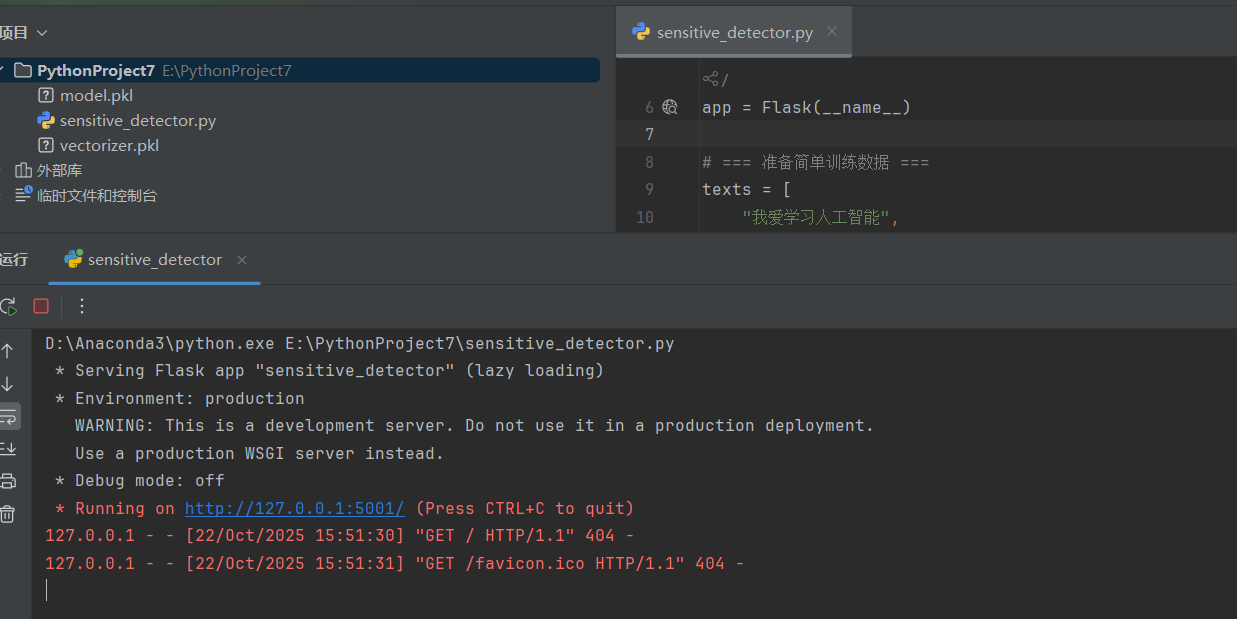 项目
sensitive_detector.py
PythonProject7 E:\PythonProject7
model.pkl
sensitive_detector.py
vectorizer.pkl
外部库
临时文件和控制台
/
6 app = Flask(__name__)
7
8 # === 准备简单训练数据 ===
9 texts = [
10 "我爱学习人工智能",
运行 sensitive_detector
D:\Anaconda3\python.exe E:\PythonProject7\sensitive_detector.py
* Serving Flask app "sensitive_detector" (lazy loading)
* Environment: production
WARNING: This is a development server. Do not use it in a production deployment.
Use a production WSGI server instead.
* Debug mode: off
* Running on http://127.0.0.1:5001/ (Press CTRL+C to quit)
127.0.0.1 - - [22/Oct/2025 15:51:30] "GET / HTTP/1.1" 404 -
127.0.0.1 - - [22/Oct/2025 15:51:31] "GET /favicon.ico HTTP/1.1" 404 -